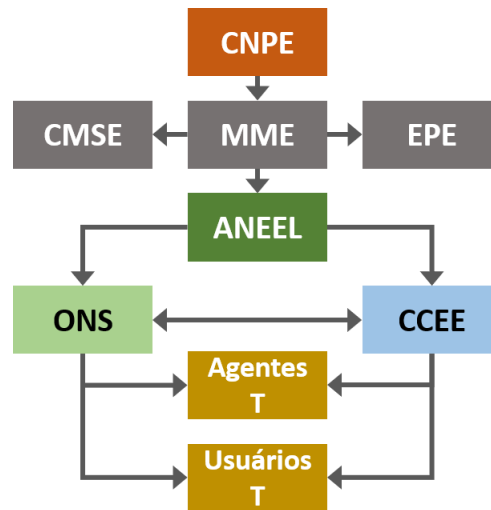 CNPE
CMSE
MME
EPE
ANEEL
ONS
CCEE
Agentes
T
Usuários
T